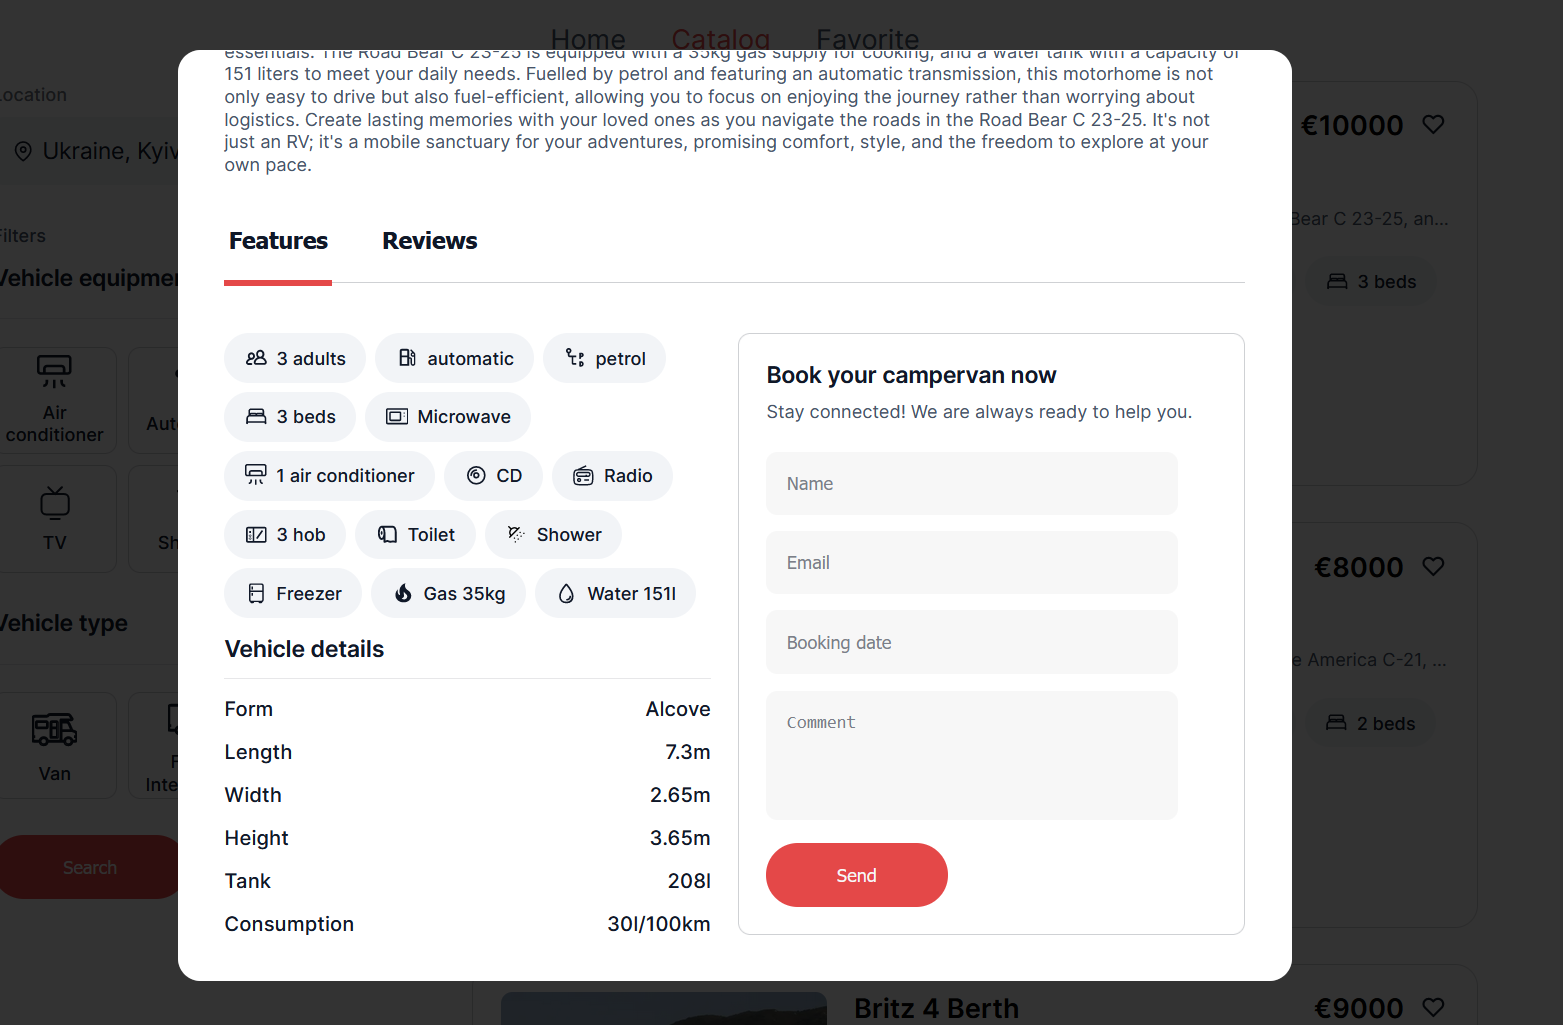 Home Catalog Favorite
essentials. The Road Bear C 23-25 is equipped with a 35kg gas supply for cooking, and a water tank with a capacity of
151 liters to meet your daily needs. Fuelled by petrol and featuring an automatic transmission, this motorhome is not
only easy to drive but also fuel-efficient, allowing you to focus on enjoying the journey rather than worrying about
logistics. Create lasting memories with your loved ones as you navigate the roads in the Road Bear C 23-25. It's not
just an RV; it's a mobile sanctuary for your adventures, promising comfort, style, and the freedom to explore at your
own pace.
Features Reviews
3 adults automatic petrol
3 beds Microwave
1 air conditioner CD Radio
3 hob Toilet Shower
Freezer Gas 35kg Water 151l
Vehicle details
Form Alcove
Length 7.3m
Width 2.65m
Height 3.65m
Tank 208l
Consumption 30l/100km
Book your campervan now
Stay connected! We are always ready to help you.
Name
Email
Booking date
Comment
Send
Location
Ukraine, Kyiv
Filters
Vehicle equipmen
Air
conditioner
Aut
TV
Sh
Vehicle type
Van
F
Inte
Search
€10000
Bear C 23-25, an...
3 beds
€8000
e America C-21, ...
2 beds
Britz 4 Berth
€9000